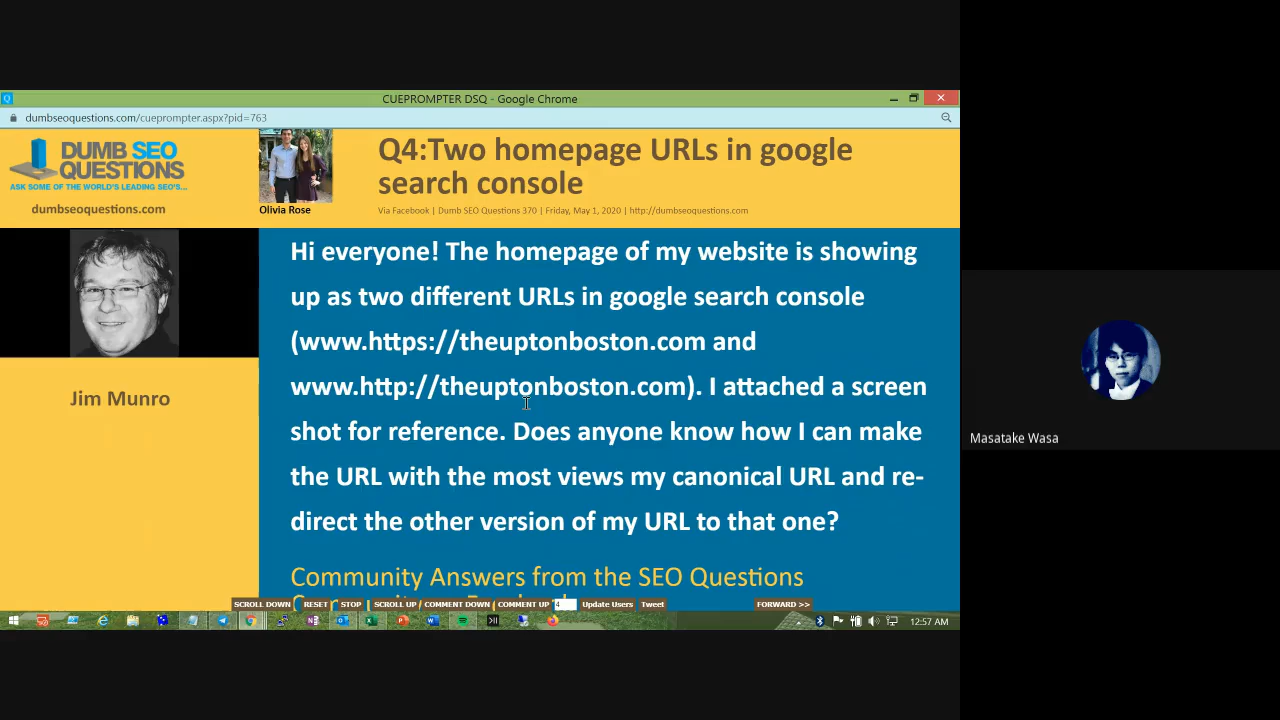 CUEPROMPTER DSQ - Google Chrome
dumbseoquestions.com/cueprompter.aspx?pid=763
DUMB SEO
QUESTIONS
ASK SOME OF THE WORLD'S LEADING SEO'S...
dumbseoquestions.com
Olivia Rose
Q4:Two homepage URLs in google
search console
Via Facebook | Dumb SEO Questions 370 | Friday, May 1, 2020 | http://dumbseoquestions.com
Jim Munro
Hi everyone! The homepage of my website is showing
up as two different URLs in google search console
(www.https://theuptonboston.com and
www.http://theuptonboston.com). I attached a screen
shot for reference. Does anyone know how I can make
the URL with the most views my canonical URL and re-
direct the other version of my URL to that one?
Community Answers from the SEO Questions
SCROLL DOWN RESET STOP SCROLL UP COMMENT DOWN COMMENT UP 4 Update Users Tweet FORWARD >>
12:57 AM
Masatake Wasa